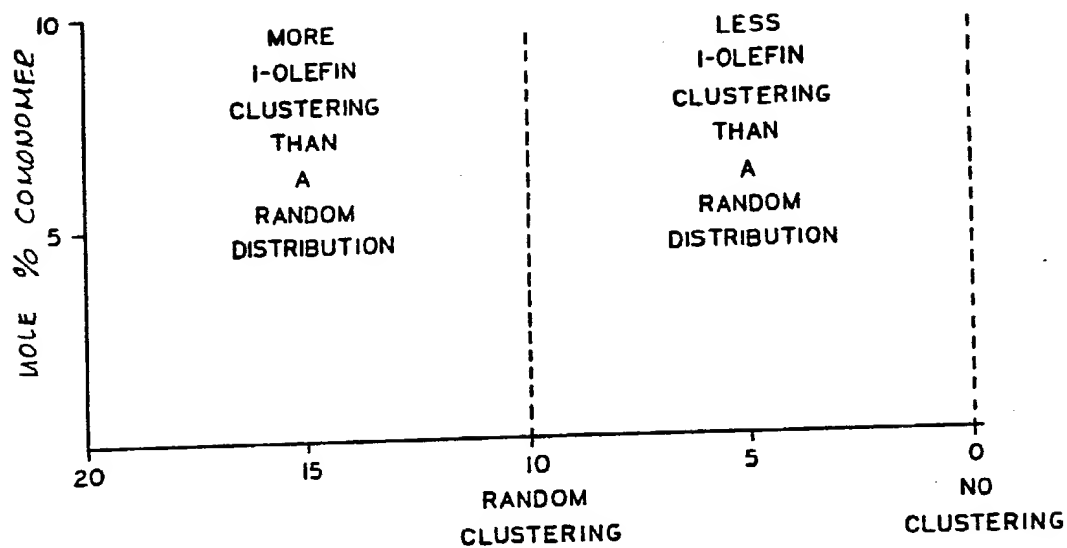 10
MORE
1-OLEFIN
CLUSTERING
THAN
A
RANDOM
DISTRIBUTION
LESS
1-OLEFIN
CLUSTERING
THAN
A
RANDOM
DISTRIBUTION
MOLE % COMONOMER
5
20
15
10
5
0
RANDOM
CLUSTERING
NO
CLUSTERING